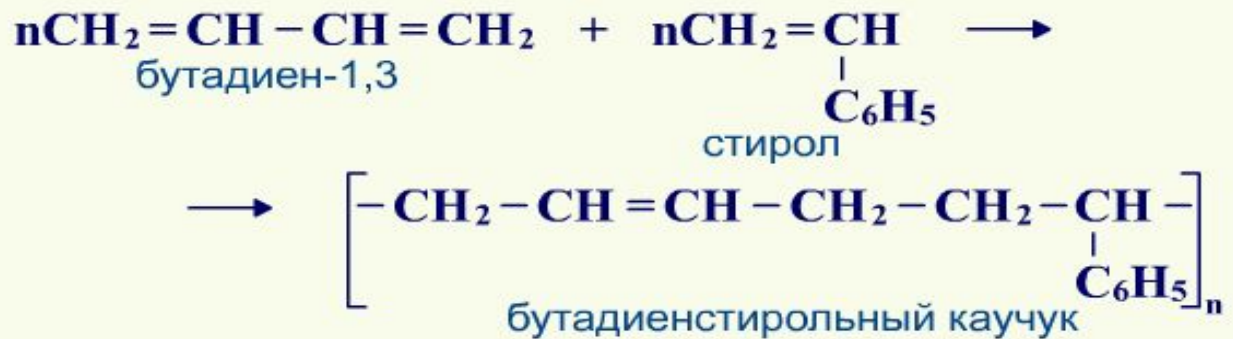 nCH₂=CH–CH=CH₂ + nCH₂=CH ⟶
бутадиен-1,3
C₆H₅
стирол
⟶ [–CH₂–CH=CH–CH₂–CH₂–CH–]n
C₆H₅
бутадиенстирольный каучук